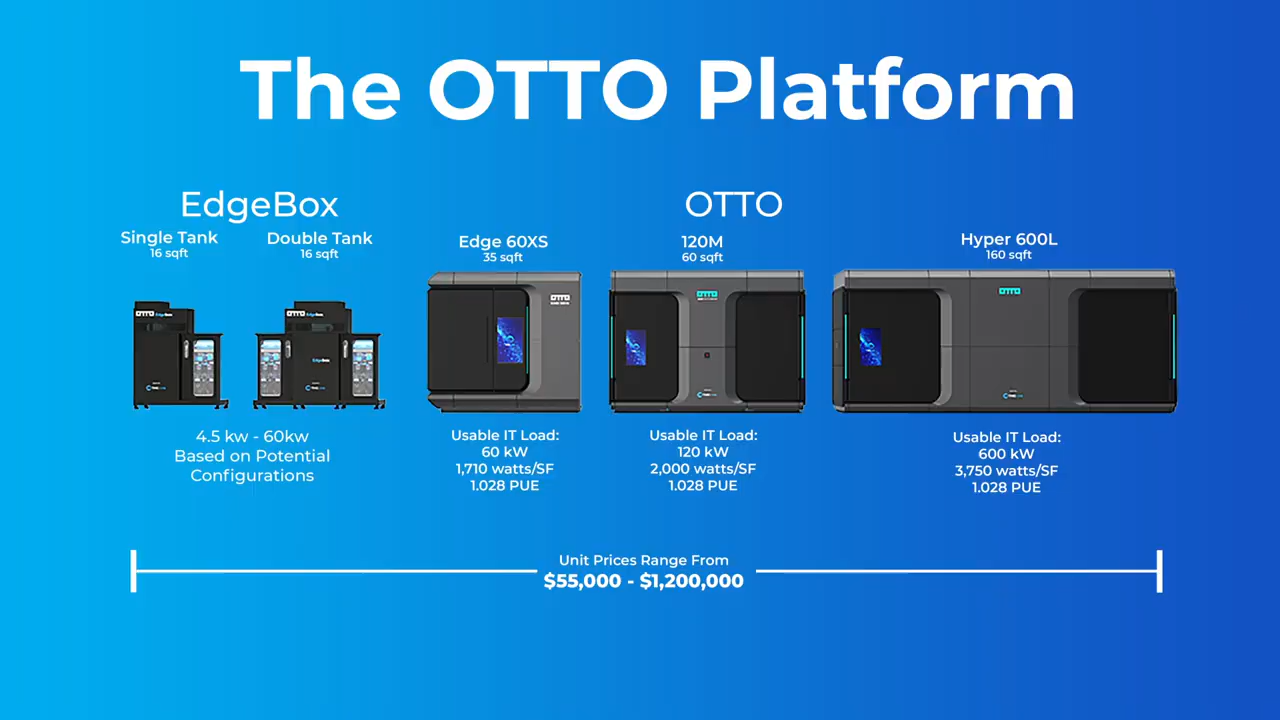 The OTTO Platform
EdgeBox
Single Tank
16 sqft
Double Tank
16 sqft
4.5 kw - 60kw
Based on Potential
Configurations
OTTO
Edge 60XS
35 sqft
OTTO
Usable IT Load:
60 kW
1,710 watts/SF
1.028 PUE
120M
60 sqft
OTTO
Usable IT Load:
120 kW
2,000 watts/SF
1.028 PUE
Hyper 600L
160 sqft
OTTO
Usable IT Load:
600 kW
3,750 watts/SF
1.028 PUE
OTTO EdgeBox
OTTO EdgeBox
EdgeBox
Unit Prices Range From
$55,000 - $1,200,000